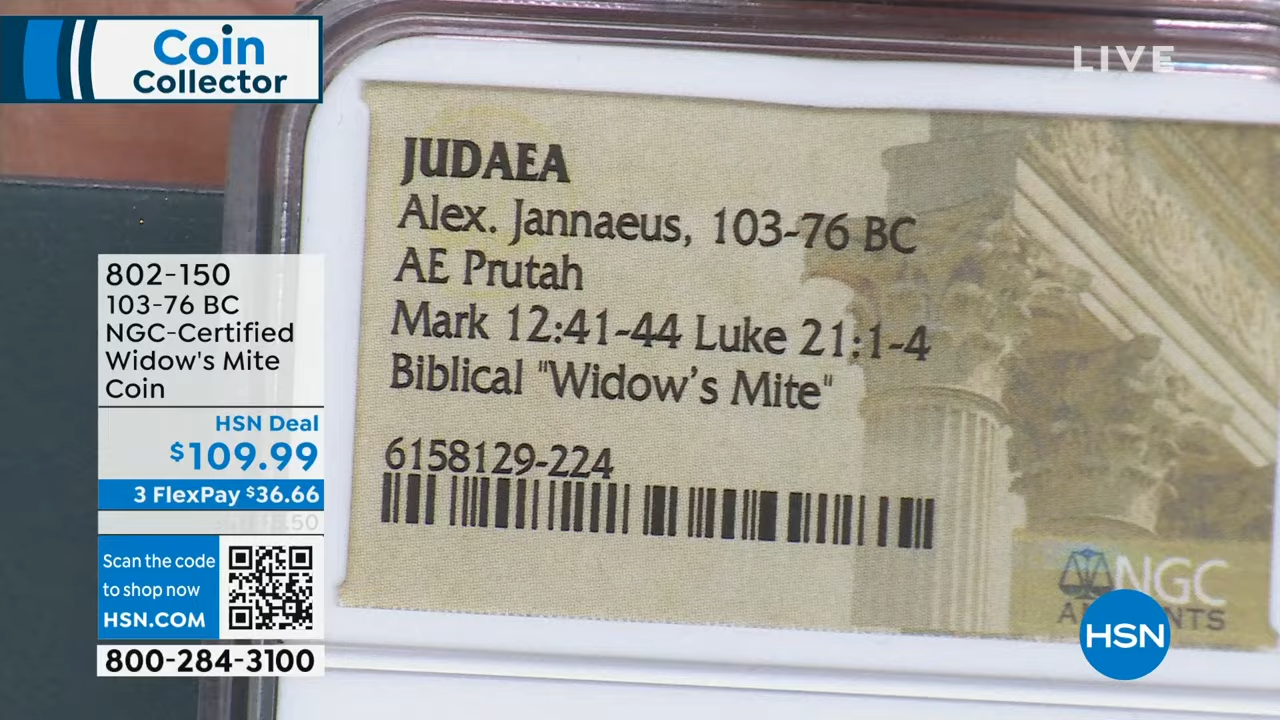 Coin
Collector
LIVE
JUDAEA
Alex. Jannaeus, 103-76 BC
AE Prutah
Mark 12:41-44 Luke 21:1-4
Biblical "Widow's Mite"
6158129-224
NGC
802-150
103-76 BC
NGC-Certified
Widow's Mite
Coin
HSN Deal
$109.99
3 FlexPay $36.66
Scan the code
to shop now
HSN.COM
800-284-3100
HSN